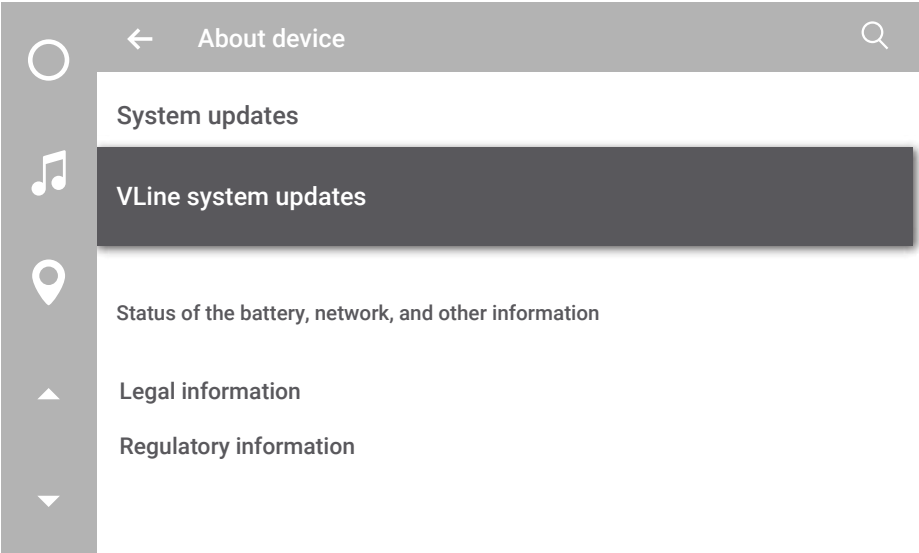 About device
System updates
VLine system updates
Status of the battery, network, and other information
Legal information
Regulatory information